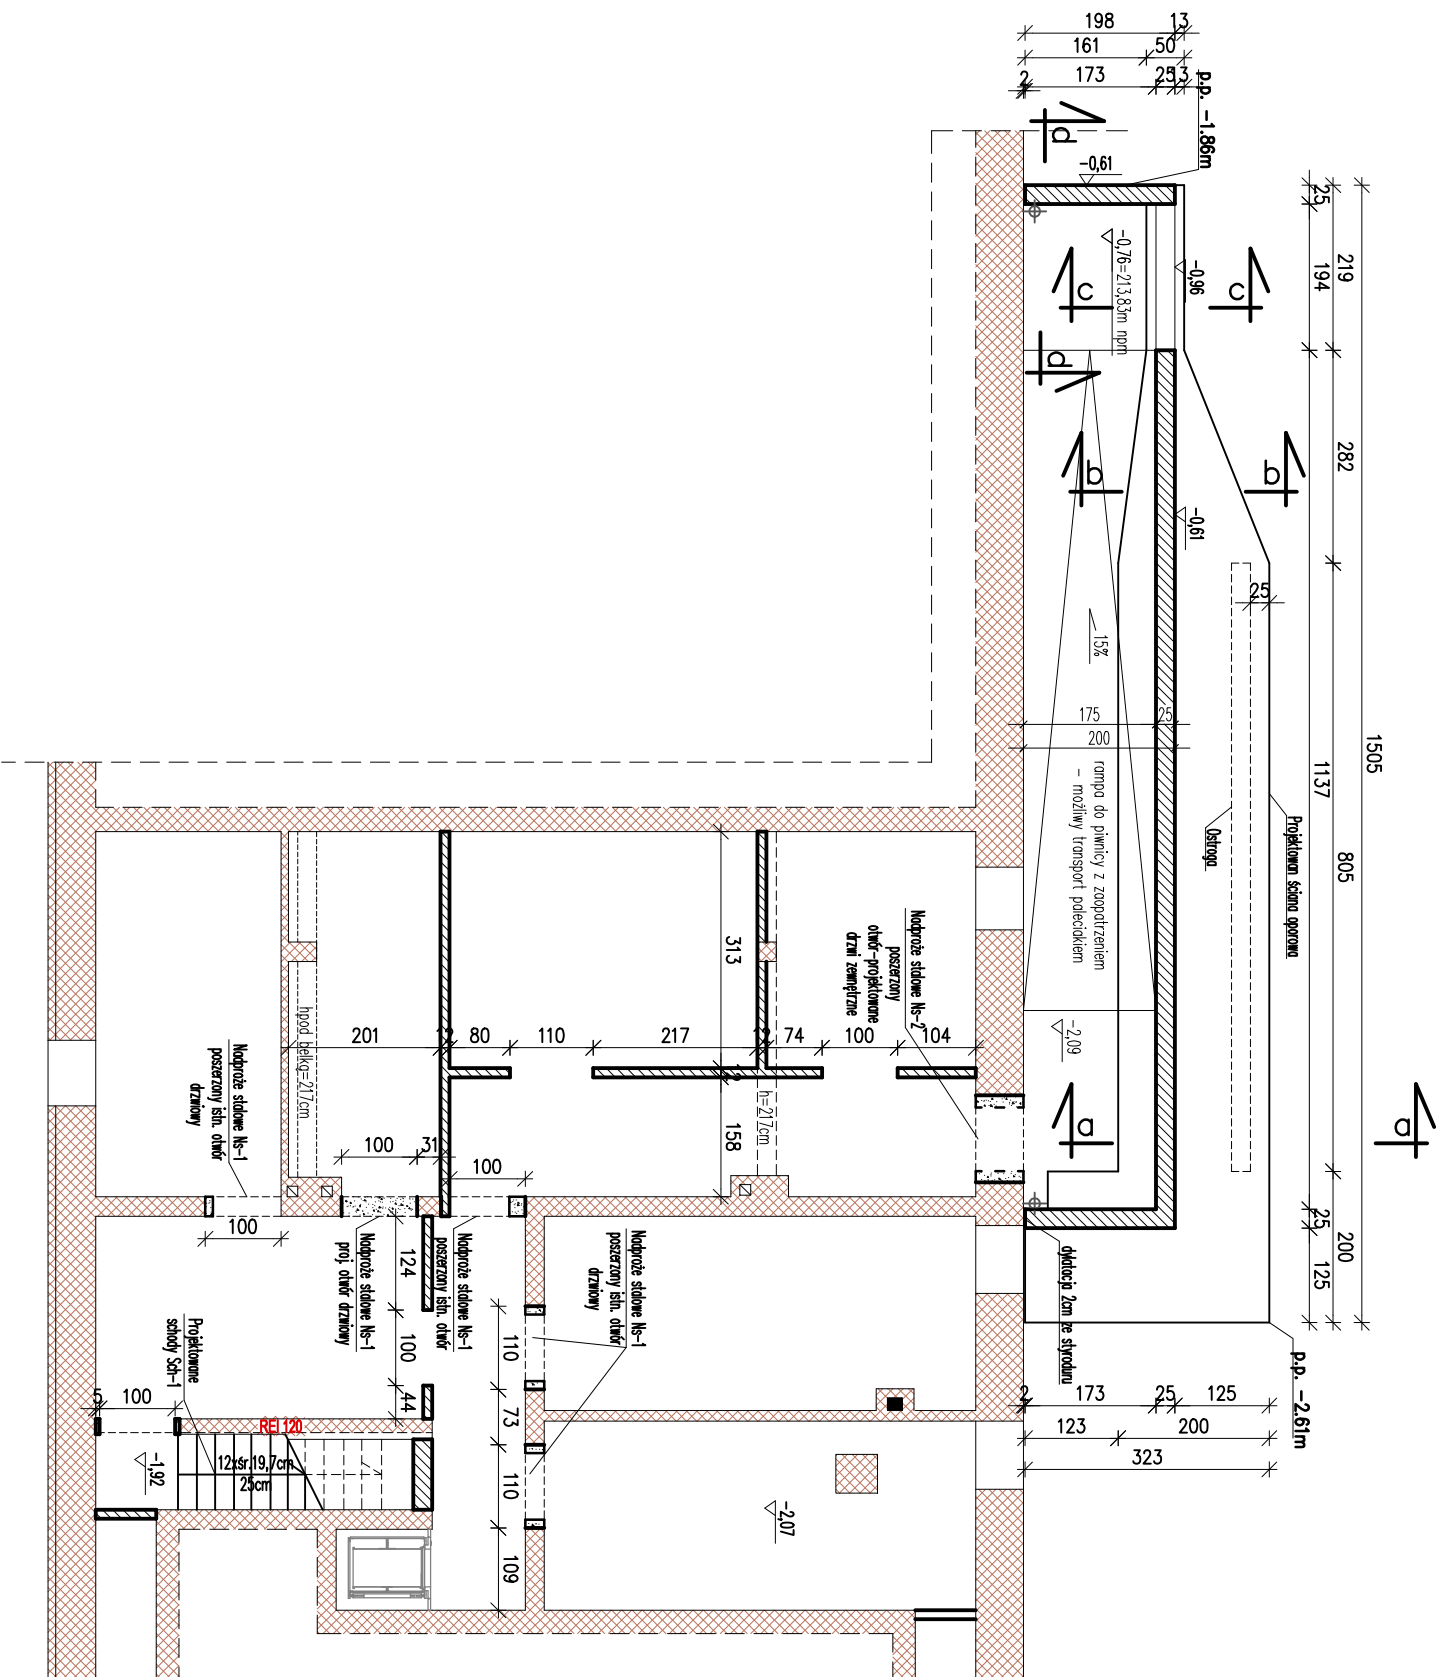 198
13
161
50
2
173
25
13
p.p. -1.86m
d
-0,61
25
219
194
-0,76=213,83m npm
-0,96
c
c
d
282
b
b
-0,61
25
15%
175
25
200
1505
1137
805
rampa do piwnicy z zaopatrzeniem
- możliwy transport paleciakiem
Ostroga
Projektowan ściana oporowa
Nadproże stalowe Ns-2
poszerzony
otwór-projektowane
drzwi zewnętrzne
313
201
12
80
110
217
12
74
100
104
-2,09
hpod belką=217cm
h=217cm
12
158
a
a
Nadproże stalowe Ns-1
poszerzony istn. otwór
drzwiowy
100
31
100
100
124
Nadproże stalowe Ns-1
proj. otwór drzwiowy
Nadproże stalowe Ns-1
poszerzony istn. otwór
Nadproże stalowe Ns-1
poszerzony istn. otwór
drzwiowy
25
200
125
dylatacja 2cm ze styroduru
p.p. -2.61m
Projektowane
schody Sch-1
100
44
110
73
110
109
5
100
REI 120
12xśr.19,7cm
25cm
-1,92
-2,07
2
173
25
125
123
200
323